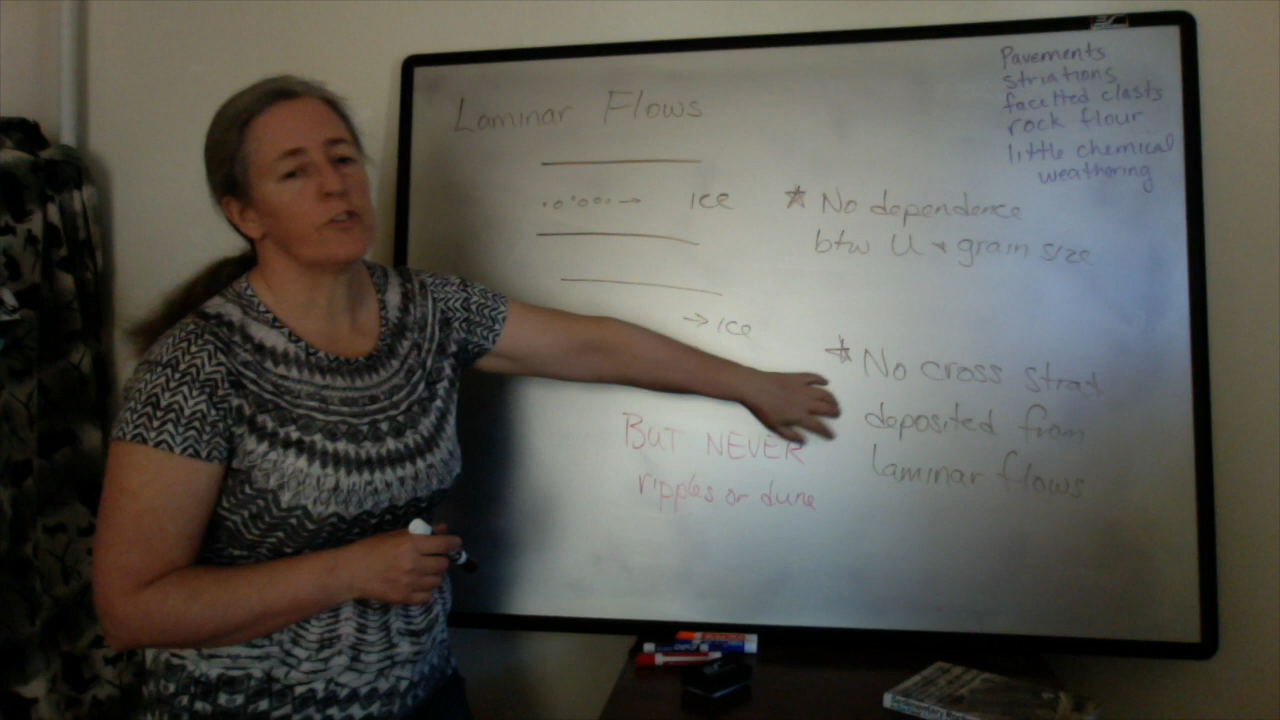 Laminar Flows
ICE
→ ICE
BUT NEVER
ripples or dune
* No dependence
btw U + grain size
* No cross strat
deposited from
laminar flows
Pavements
striations
facetted clasts
rock flour
little chemical
weathering